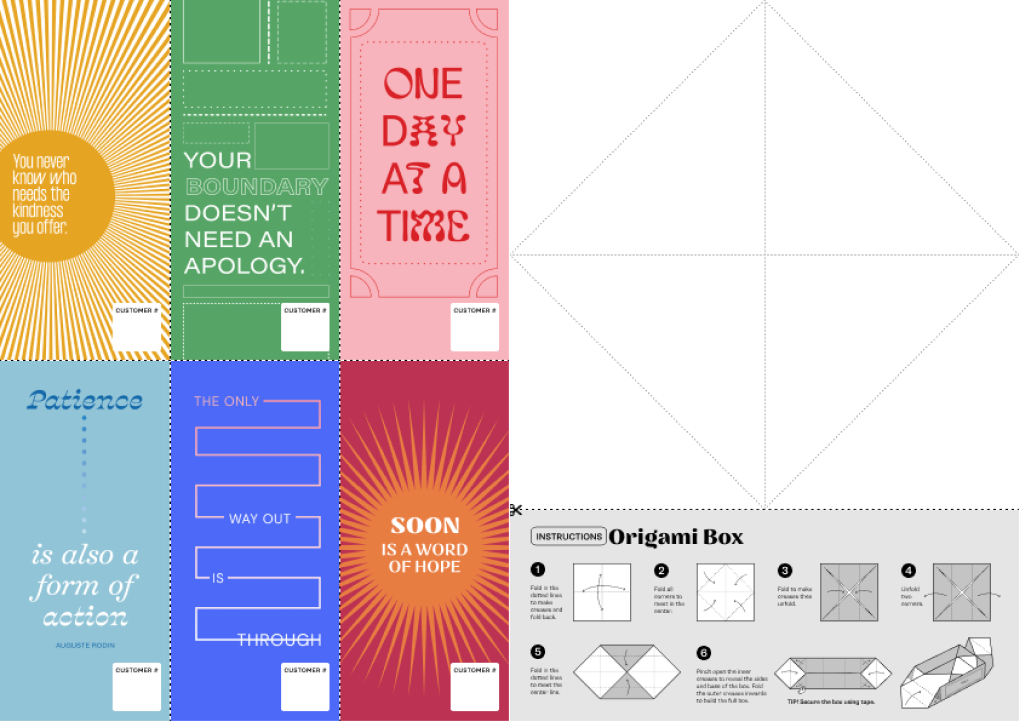 You never
know who
needs the
kindness
you offer.
CUSTOMER #
YOUR
BOUNDARY
DOESN'T
NEED AN
APOLOGY.
CUSTOMER #
ONE
DAY
AT A
TIME
CUSTOMER #
Patience
is also a
form of
action
AUGUSTE RODIN
CUSTOMER #
THE ONLY
WAY OUT
IS
THROUGH
CUSTOMER #
SOON
IS A WORD
OF HOPE
CUSTOMER #
INSTRUCTIONS Origami Box
1
Fold in the
dotted lines
to make
creases and
fold back.
2
Fold all
corners to
meet in the
center.
3
Fold to make
creases then
unfold.
4
Unfold
two
corners.
5
Fold in the
dotted lines
to meet the
center line.
6
Pinch open the inner
creases to reveal the sides
and base of the box. Fold
the outer creases inwards
to build the full box.
TIP! Secure the box using tape.